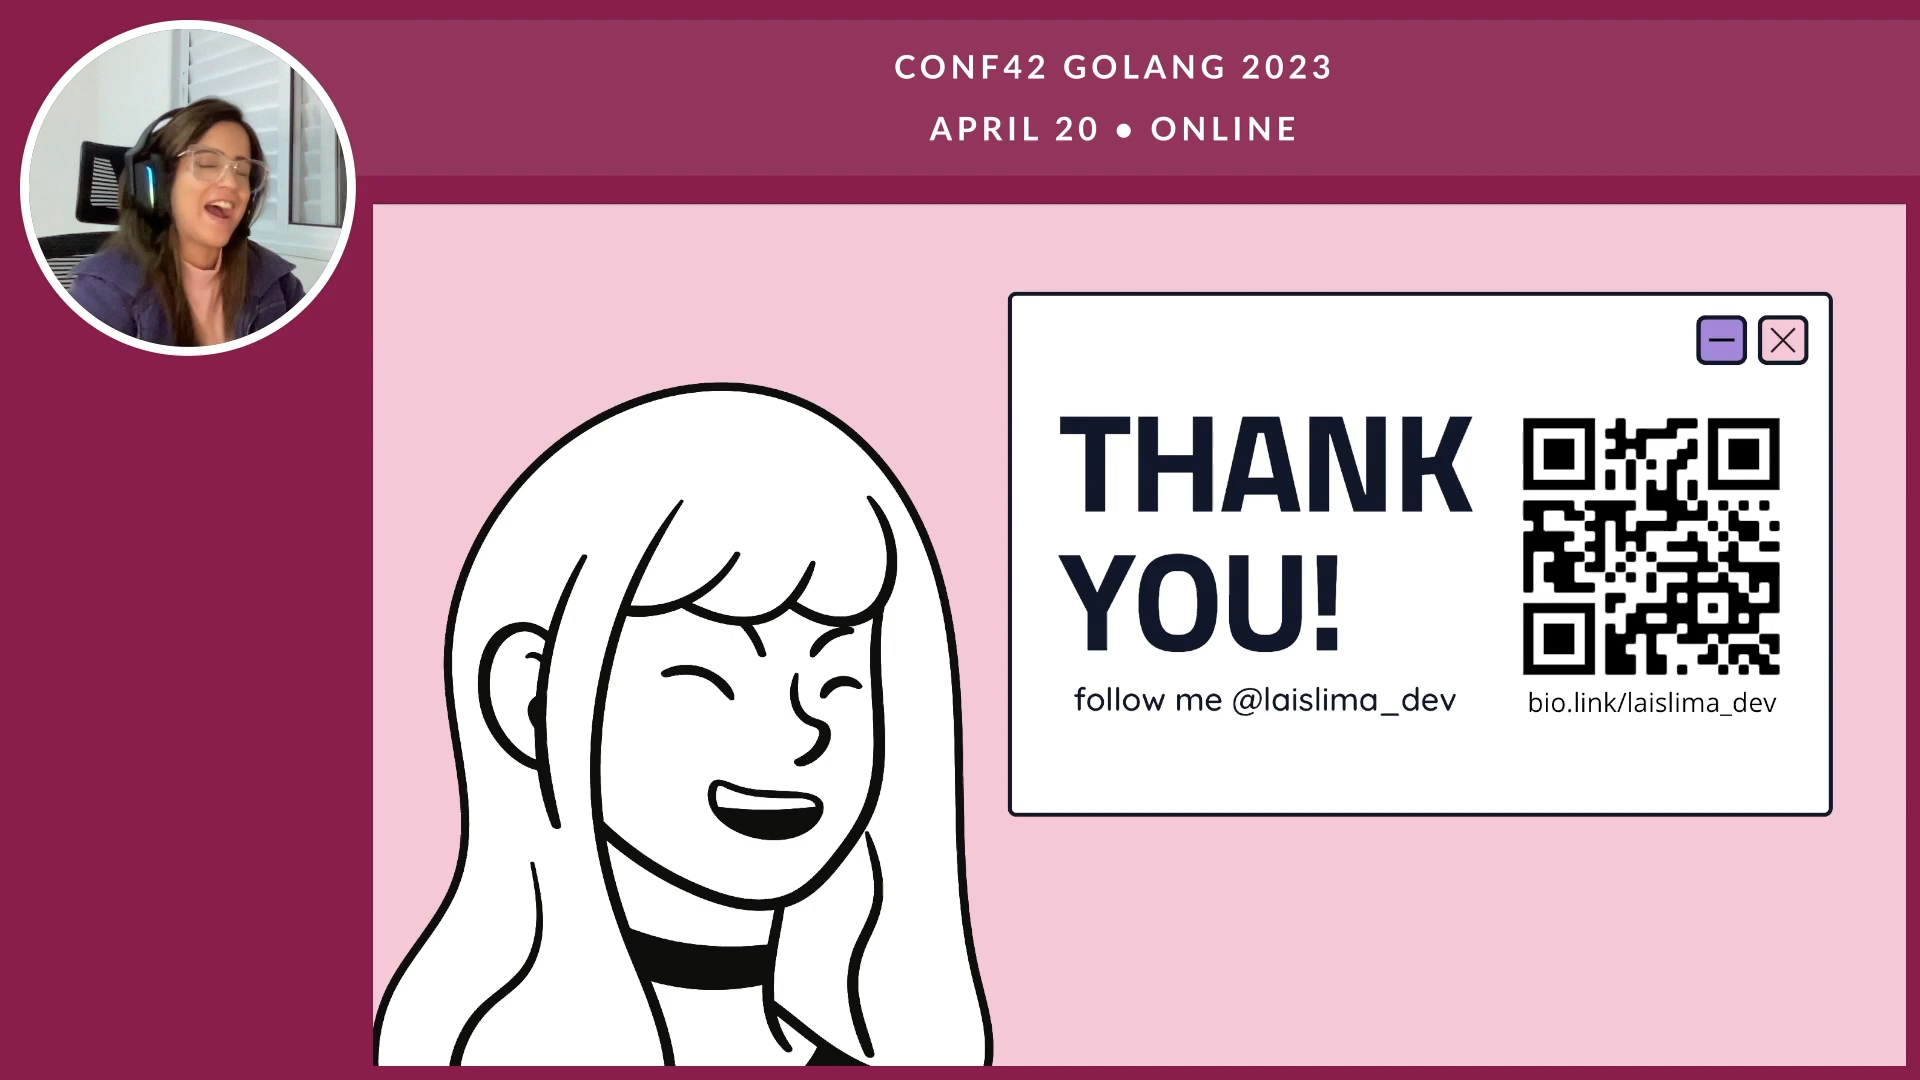 CONF42 GOLANG 2023
APRIL 20 • ONLINE
THANK
YOU!
follow me @laislima_dev
bio.link/laislima_dev